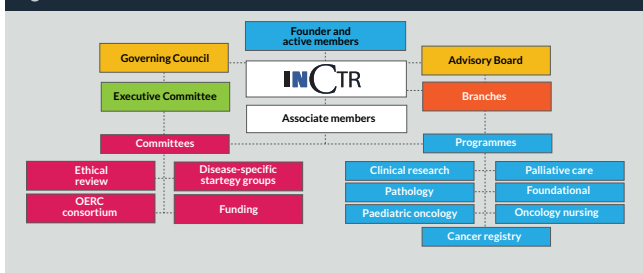 Founder and
active members
Governing Council
Advisory Board
INCTR
Executive Committee
Branches
Associate members
Committees
Programmes
Ethical
review
Disease-specific
startegy groups
OERC
consortium
Funding
Clinical research
Palliative care
Pathology
Foundational
Paediatric oncology
Oncology nursing
Cancer registry